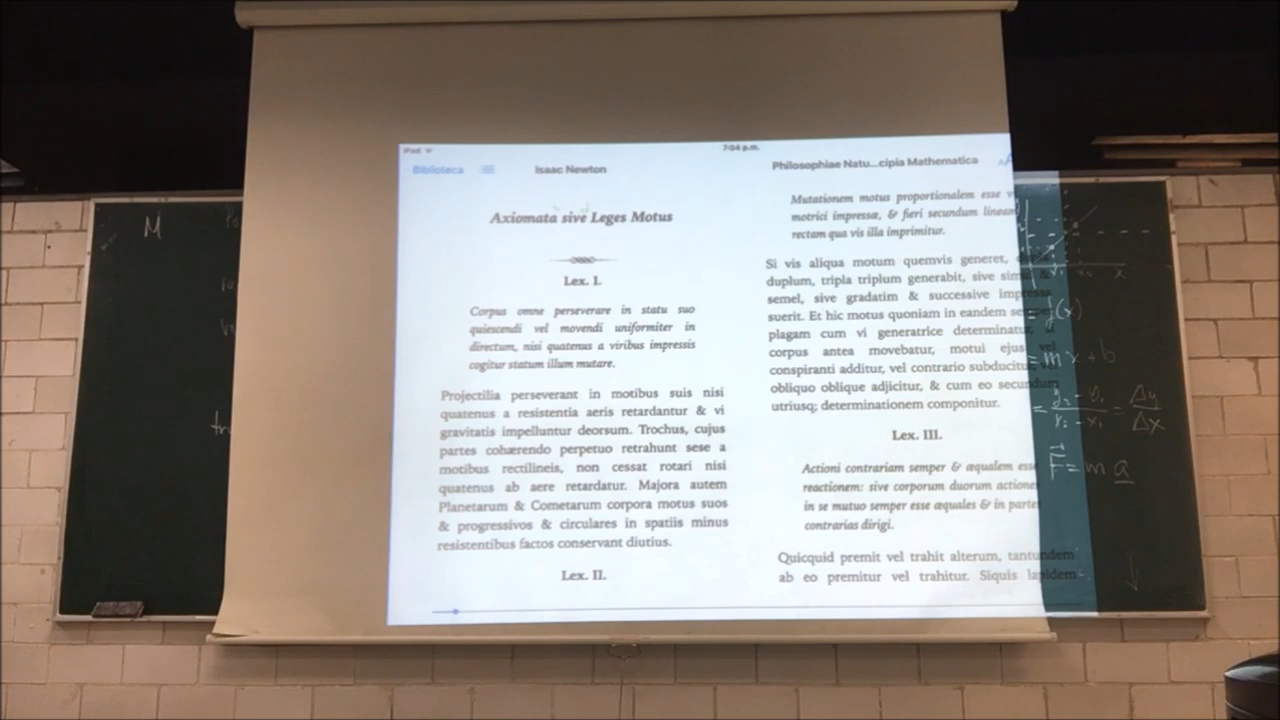 iPad
7:04 p.m.
Biblioteca
Isaac Newton
Philosophiae Natu...cipia Mathematica
AA
Axiomata sive Leges Motus
Lex. I.
Corpus omne perseverare in statu suo
quiescendi vel movendi uniformiter in
directum, nisi quatenus a viribus impressis
cogitur statum illum mutare.
Projectilia perseverant in motibus suis nisi
quatenus a resistentia aeris retardantur & vi
gravitatis impelluntur deorsum. Trochus, cujus
partes cohærendo perpetuo retrahunt sese a
motibus rectilineis, non cessat rotari nisi
quatenus ab aere retardatur. Majora autem
Planetarum & Cometarum corpora motus suos
& progressivos & circulares in spatiis minus
resistentibus factos conservant diutius.
Lex. II.
Mutationem motus proportionalem esse
motrici impressæ, & fieri secundum lineam
rectam qua vis illa imprimitur.
Si vis aliqua motum quemvis generet,
duplum, tripla triplum generabit, sive simul &
semel, sive gradatim & successive impressa
suerit. Et hic motus quoniam in eandem semper
plagam cum vi generatrice determinatur, si
corpus antea movebatur, motui ejus vel
conspiranti additur, vel contrario subducitur, vel
obliquo oblique adjicitur, & cum eo secundum
utriusq; determinationem componitur.
Lex. III.
Actioni contrariam semper & æqualem esse
reactionem: sive corporum duorum actiones
in se mutuo semper esse æquales & in partes
contrarias dirigi.
Quicquid premit vel trahit alterum, tantundem
ab eo premitur vel trahitur. Siquis lapidem
M
x
= f(x)
= mx + b
= y₂ - y₁ / x₂ - x₁ = Δy / Δx
F = m a